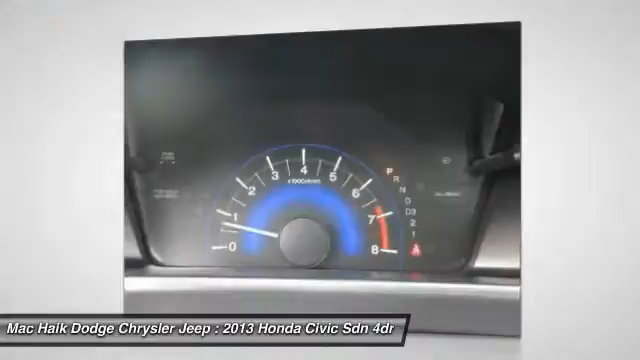 4
3 5
x1000r/min
2 6
1 7
0 8
P
R
N
D
D3
2
1
Mac Haik Dodge Chrysler Jeep : 2013 Honda Civic Sdn 4dr